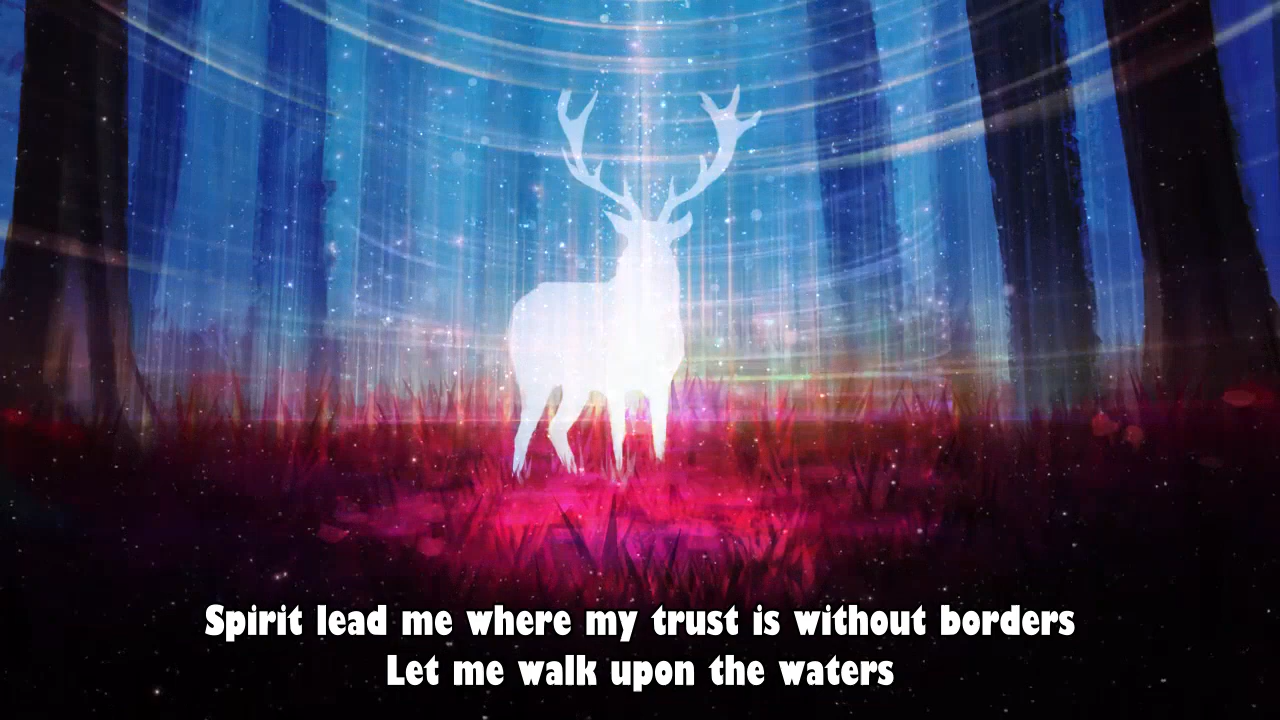 Spirit lead me where my trust is without borders
Let me walk upon the waters